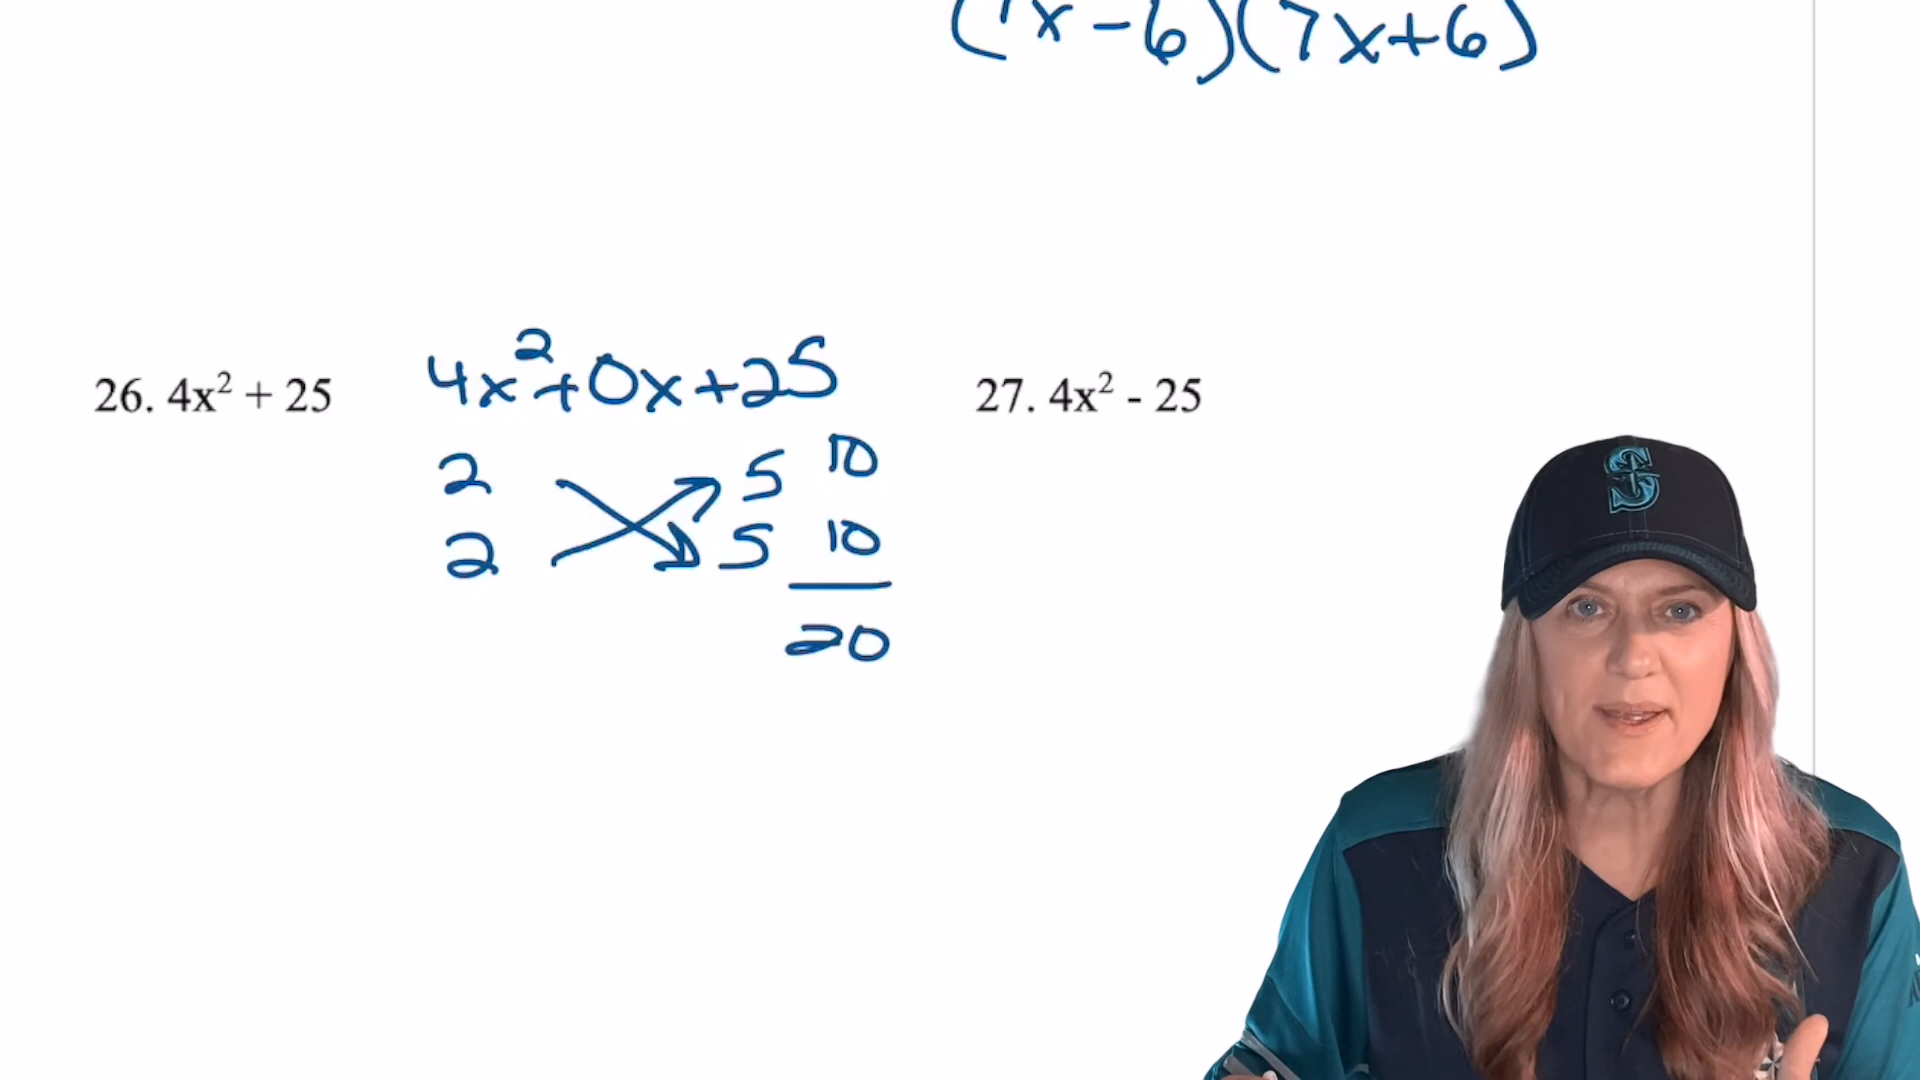 (7x-6)(7x+6)
26. 4x² + 25
4x²+0x+25
27. 4x² - 25
2 5 10
2 5 10
20
S